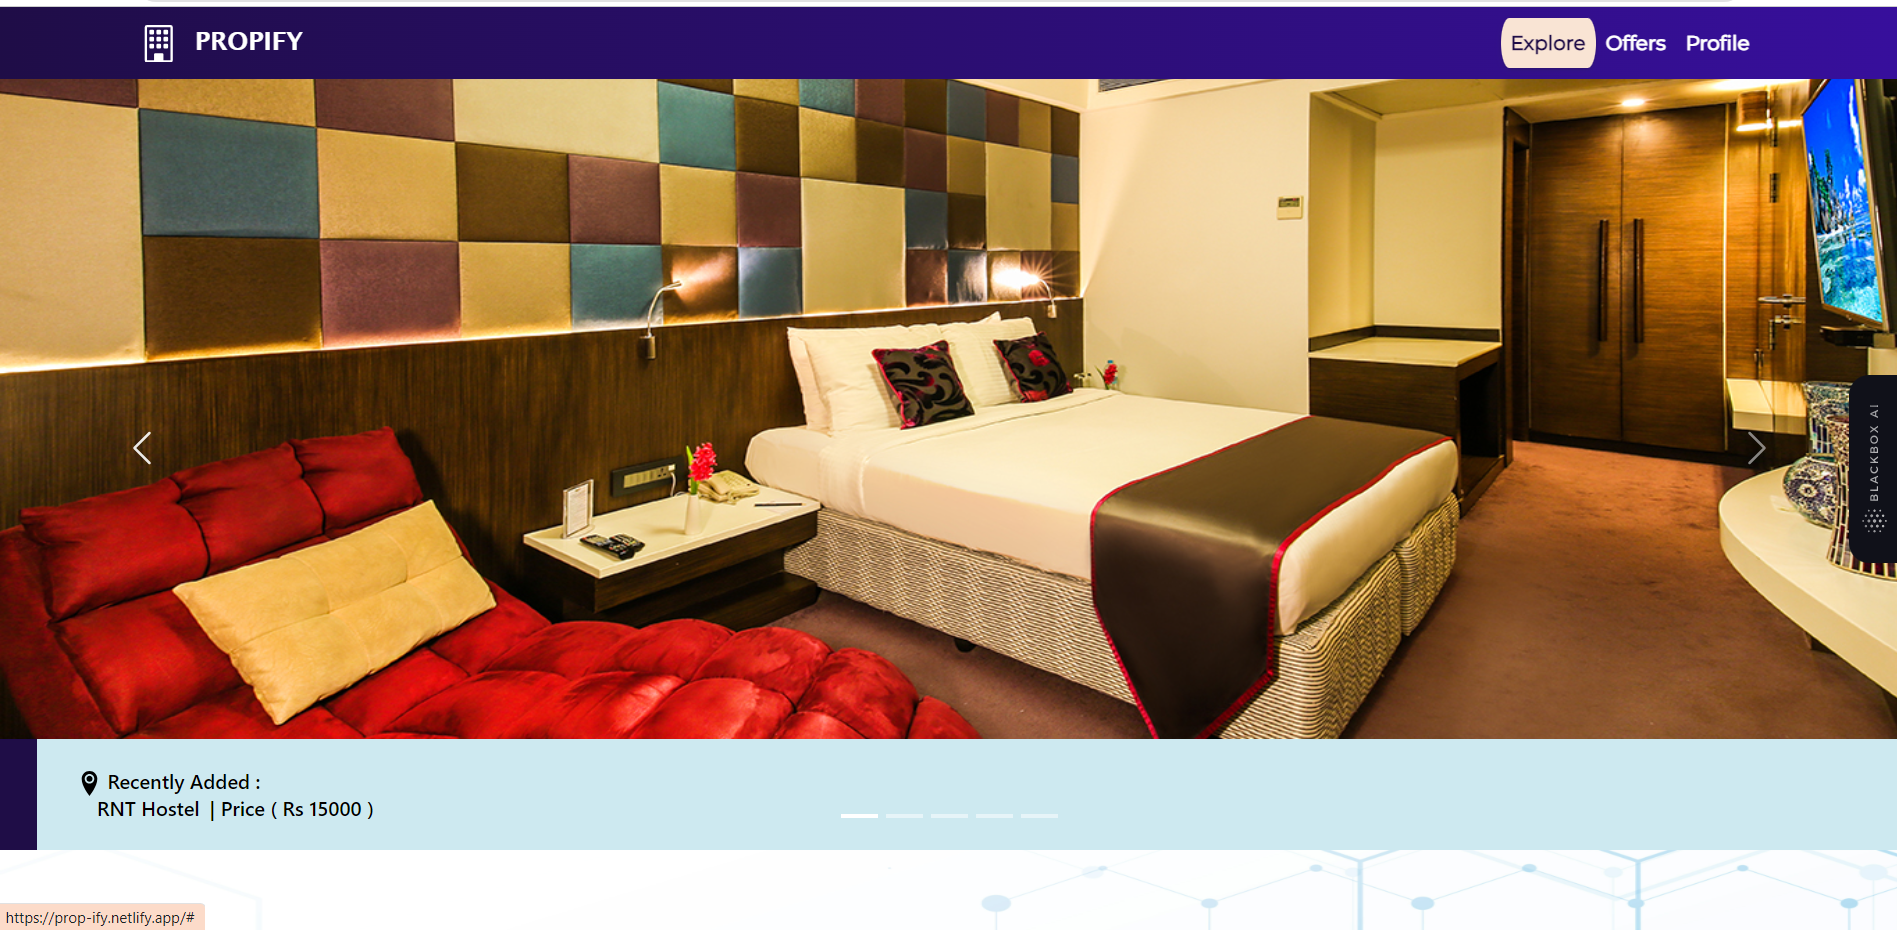 PROPIFY
Explore Offers Profile
BLACKBOX AI
Recently Added :
RNT Hostel | Price ( Rs 15000 )
https://prop-ify.netlify.app/#